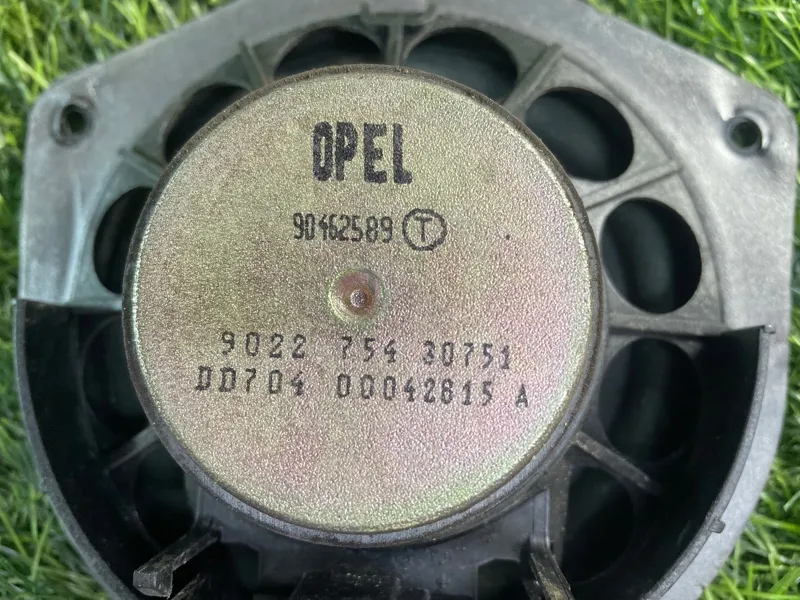 OPEL
90462589 T
9022 754 30751
DD704 00042815 A